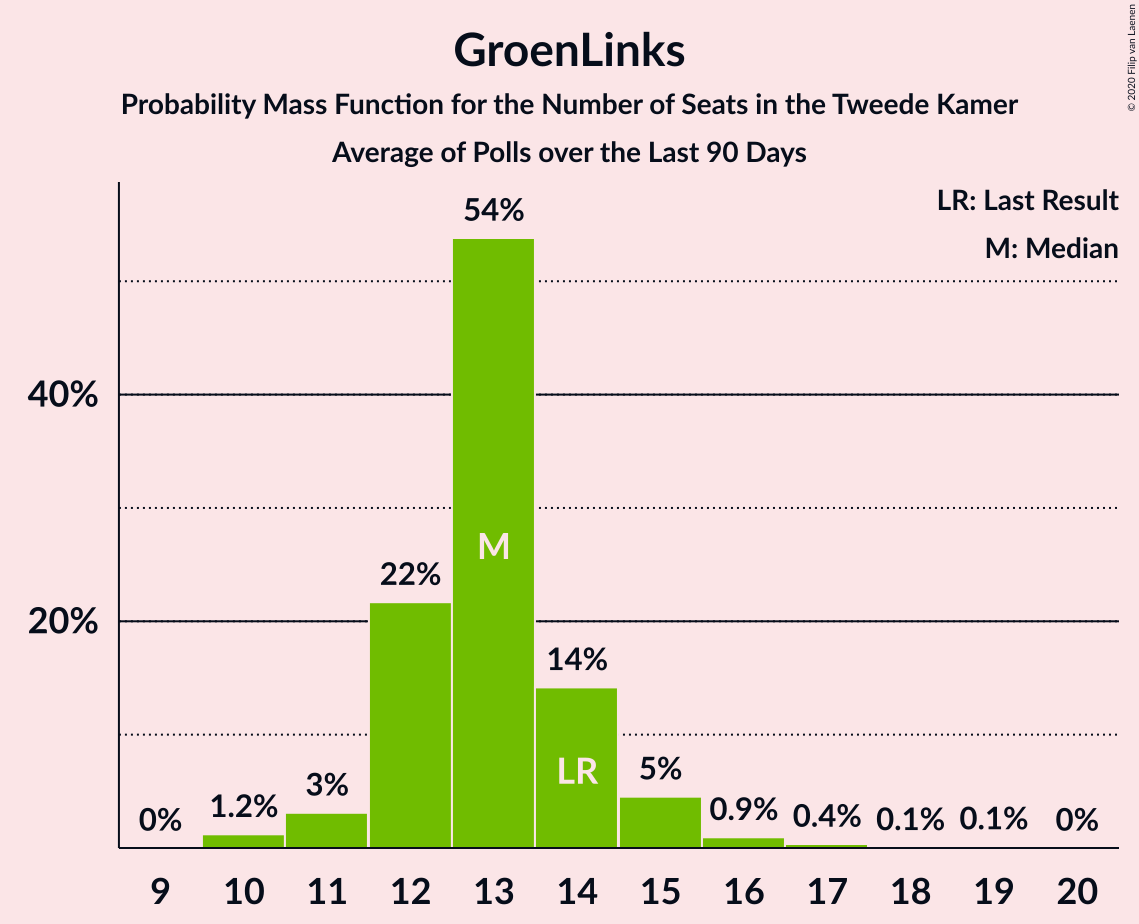 GroenLinks
Probability Mass Function for the Number of Seats in the Tweede Kamer
Average of Polls over the Last 90 Days
© 2020 Filip van Laenen
LR: Last Result
M: Median
54%
40%
M
22%
20%
14%
LR
5%
3%
1.2%
0.9%
0.4%
0.1%
0.1%
0%
0%
9 10 11 12 13 14 15 16 17 18 19 20